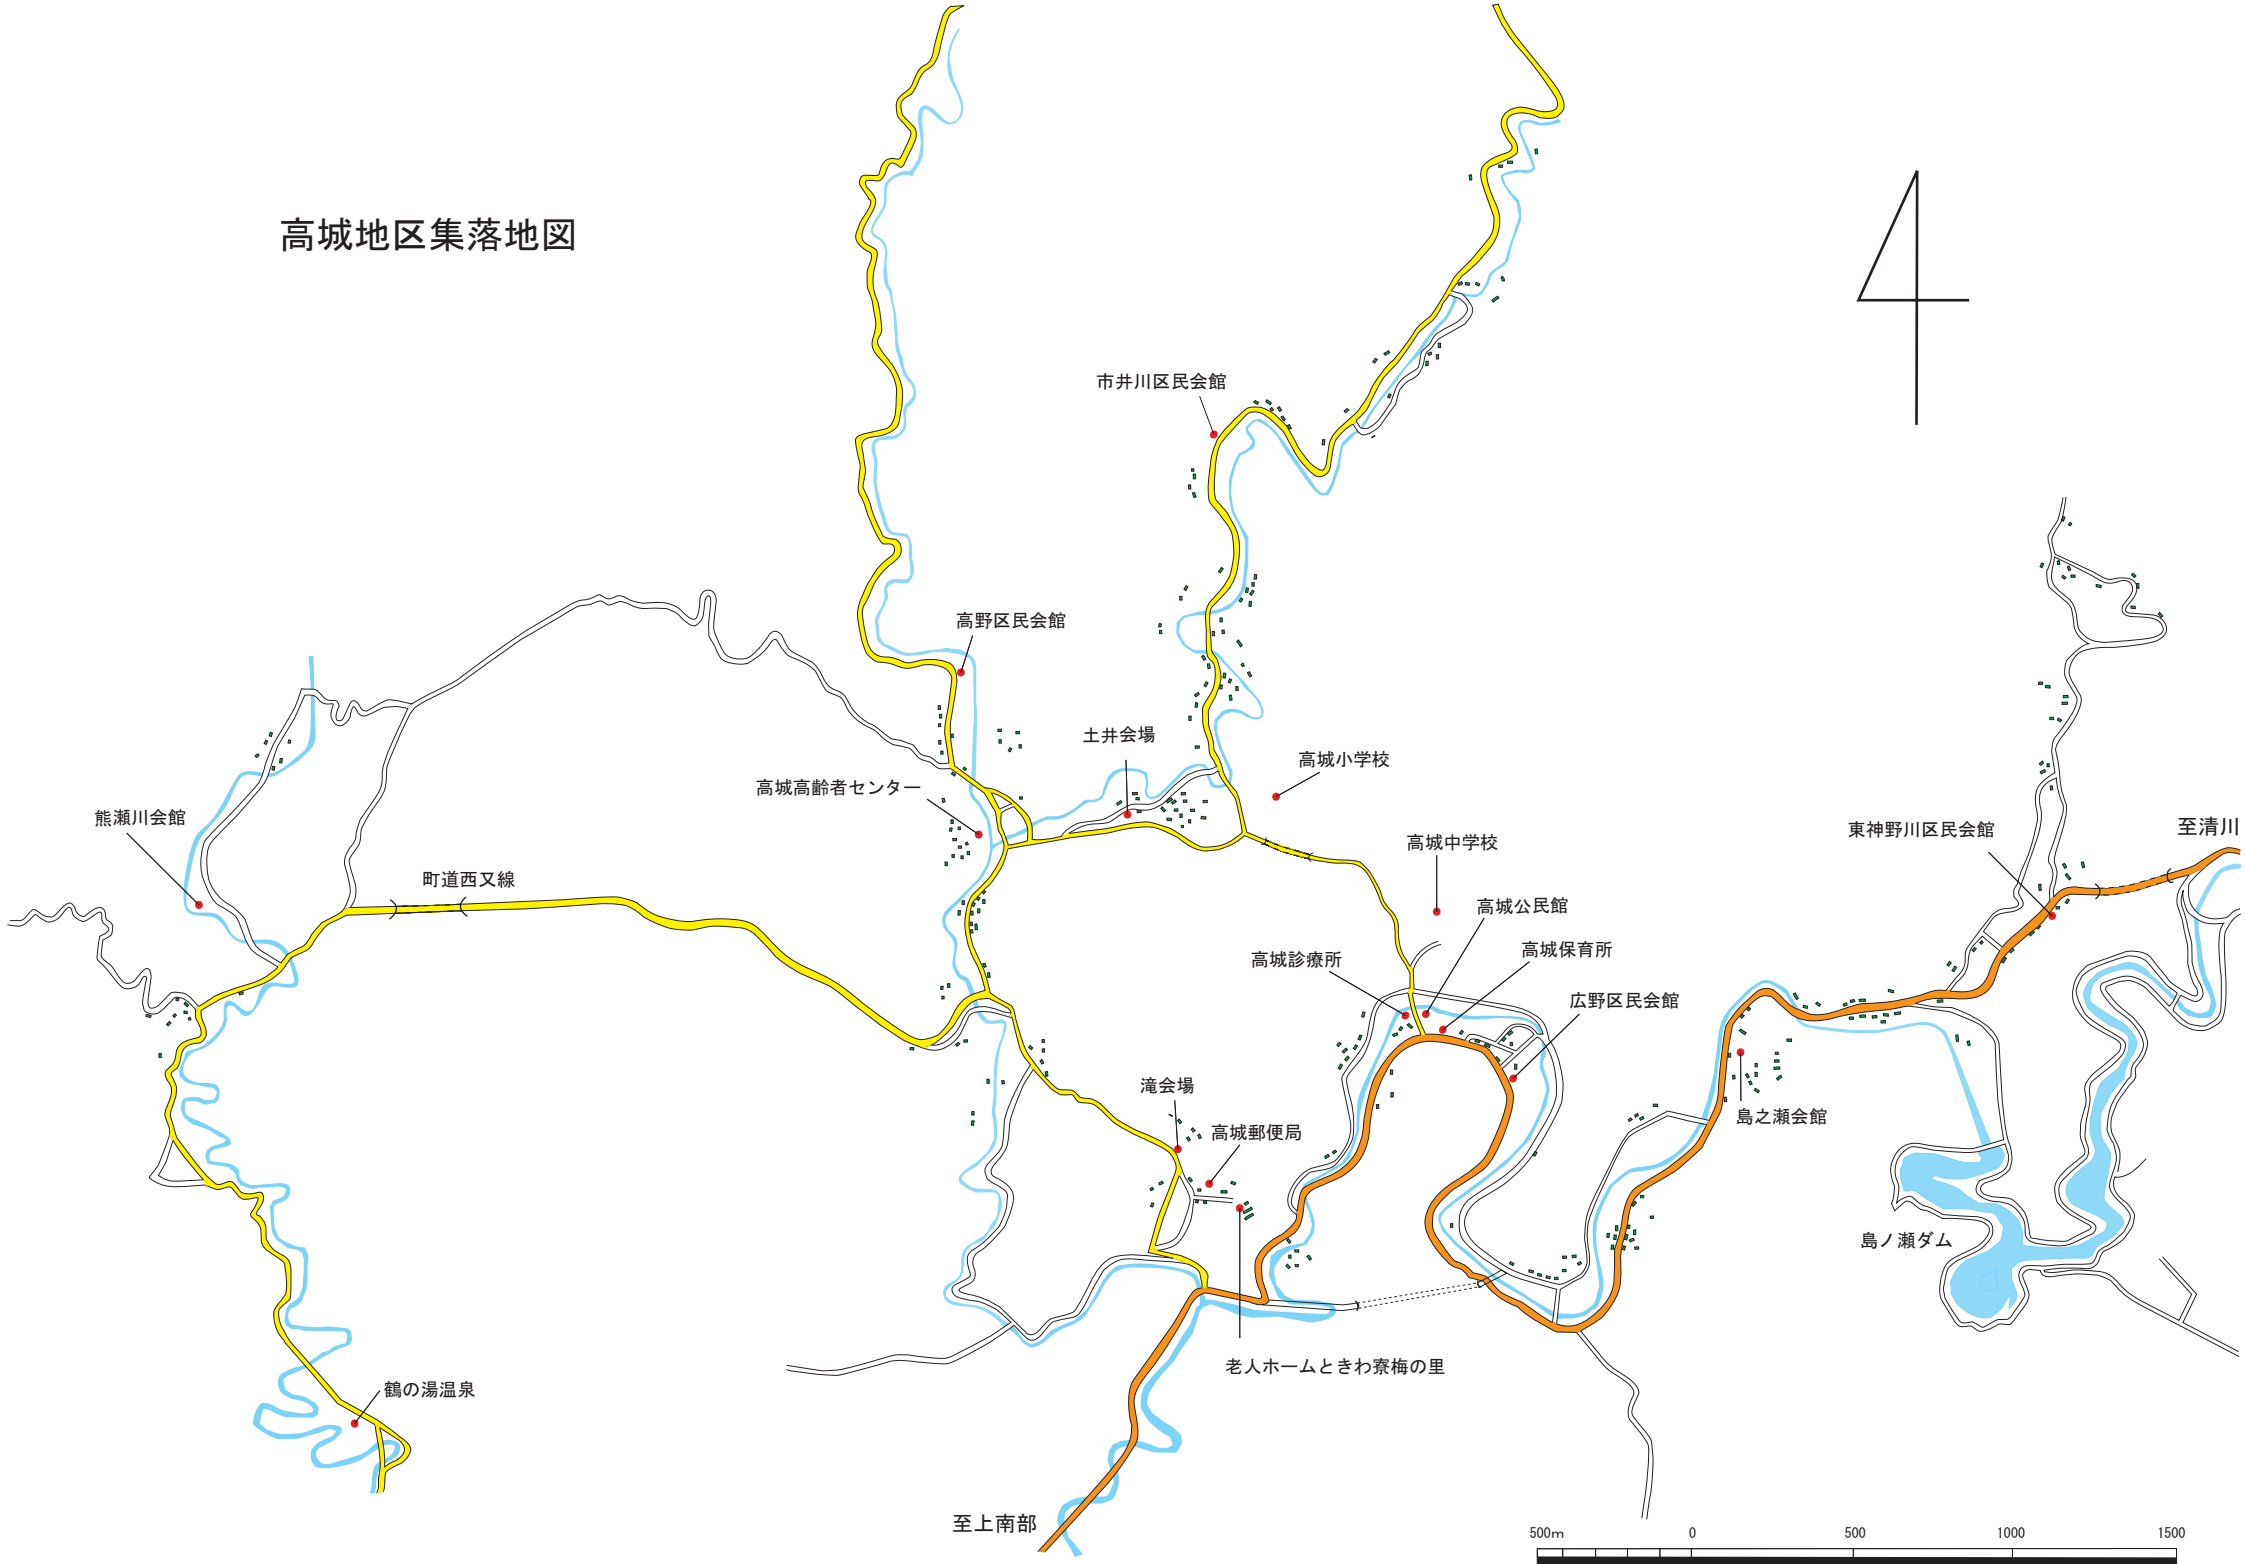 高城地区集落地図
市井川区民会館
高野区民会館
土井会場
高城小学校
高城高齢者センター
熊瀬川会館
高城中学校
東神野川区民会館
至清川
町道西又線
高城公民館
高城診療所
高城保育所
広野区民会館
滝会場
島之瀬会館
高城郵便局
島ノ瀬ダム
老人ホームときわ寮梅の里
鶴の湯温泉
至上南部
500m 0 500 1000 1500